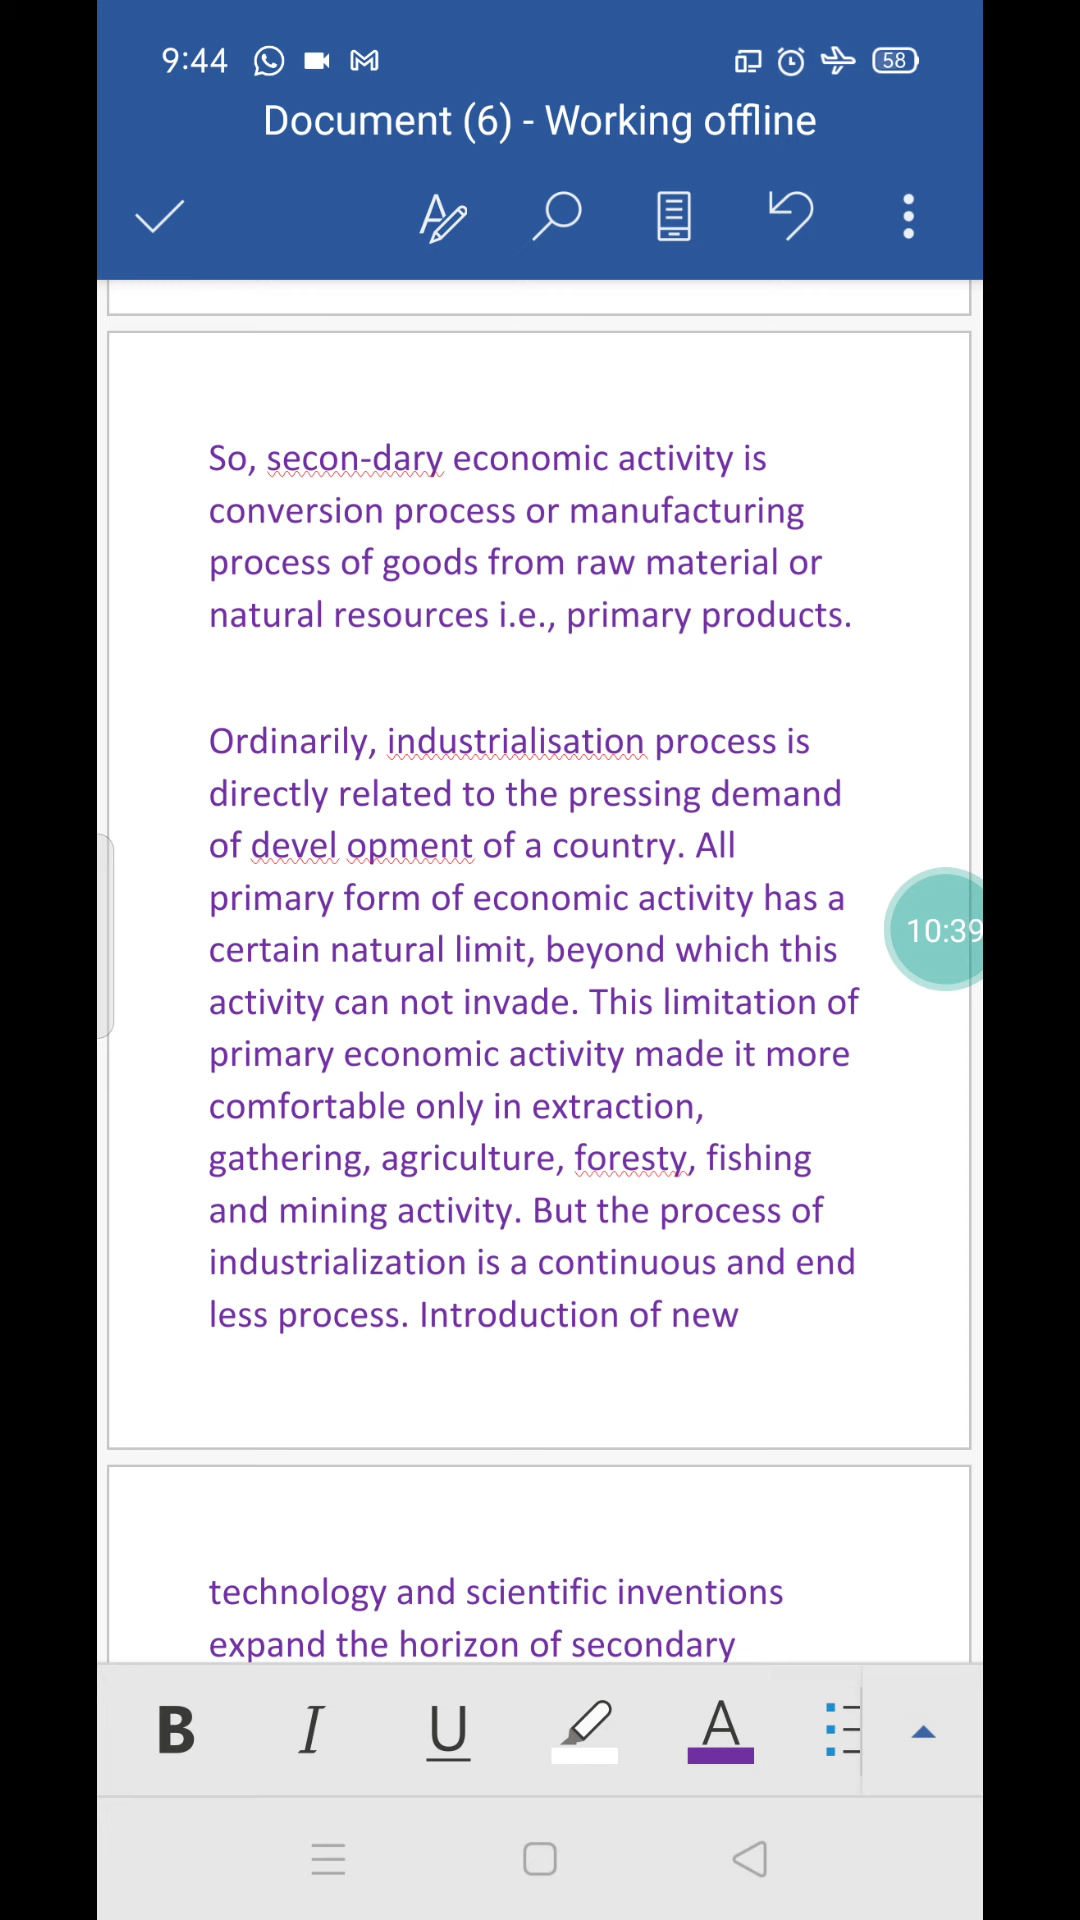 9:44
58
Document (6) - Working offline
So, secon-dary economic activity is
conversion process or manufacturing
process of goods from raw material or
natural resources i.e., primary products.
Ordinarily, industrialisation process is
directly related to the pressing demand
of devel opment of a country. All
primary form of economic activity has a
certain natural limit, beyond which this
activity can not invade. This limitation of
primary economic activity made it more
comfortable only in extraction,
gathering, agriculture, foresty, fishing
and mining activity. But the process of
industrialization is a continuous and end
less process. Introduction of new
10:39
technology and scientific inventions
expand the horizon of secondary
B I U A